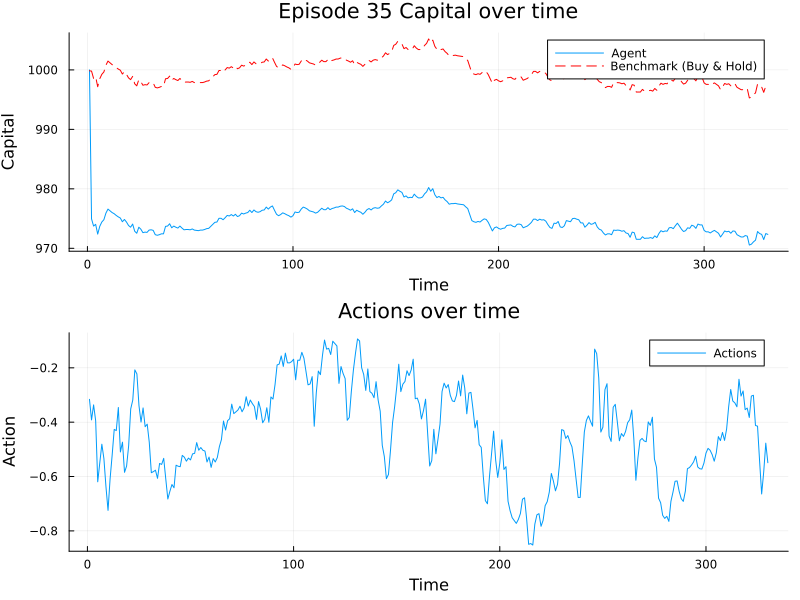 Episode 35 Capital over time
Capital
1000
990
980
970
Agent
Benchmark (Buy & Hold)
0
100
200
300
Time
Actions over time
Action
−0.2
−0.4
−0.6
−0.8
Actions
0
100
200
300
Time